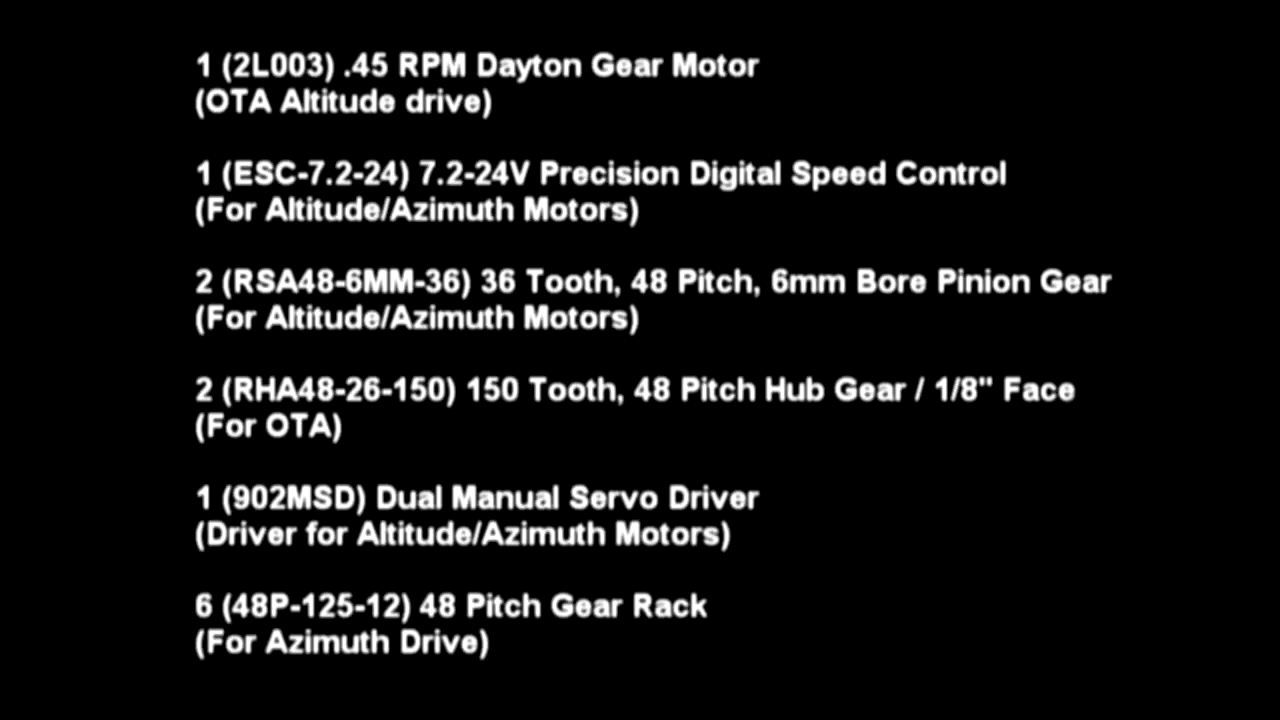 1 (2L003) .45 RPM Dayton Gear Motor
(OTA Altitude drive)
1 (ESC-7.2-24) 7.2-24V Precision Digital Speed Control
(For Altitude/Azimuth Motors)
2 (RSA48-6MM-36) 36 Tooth, 48 Pitch, 6mm Bore Pinion Gear
(For Altitude/Azimuth Motors)
2 (RHA48-26-150) 150 Tooth, 48 Pitch Hub Gear / 1/8" Face
(For OTA)
1 (902MSD) Dual Manual Servo Driver
(Driver for Altitude/Azimuth Motors)
6 (48P-125-12) 48 Pitch Gear Rack
(For Azimuth Drive)